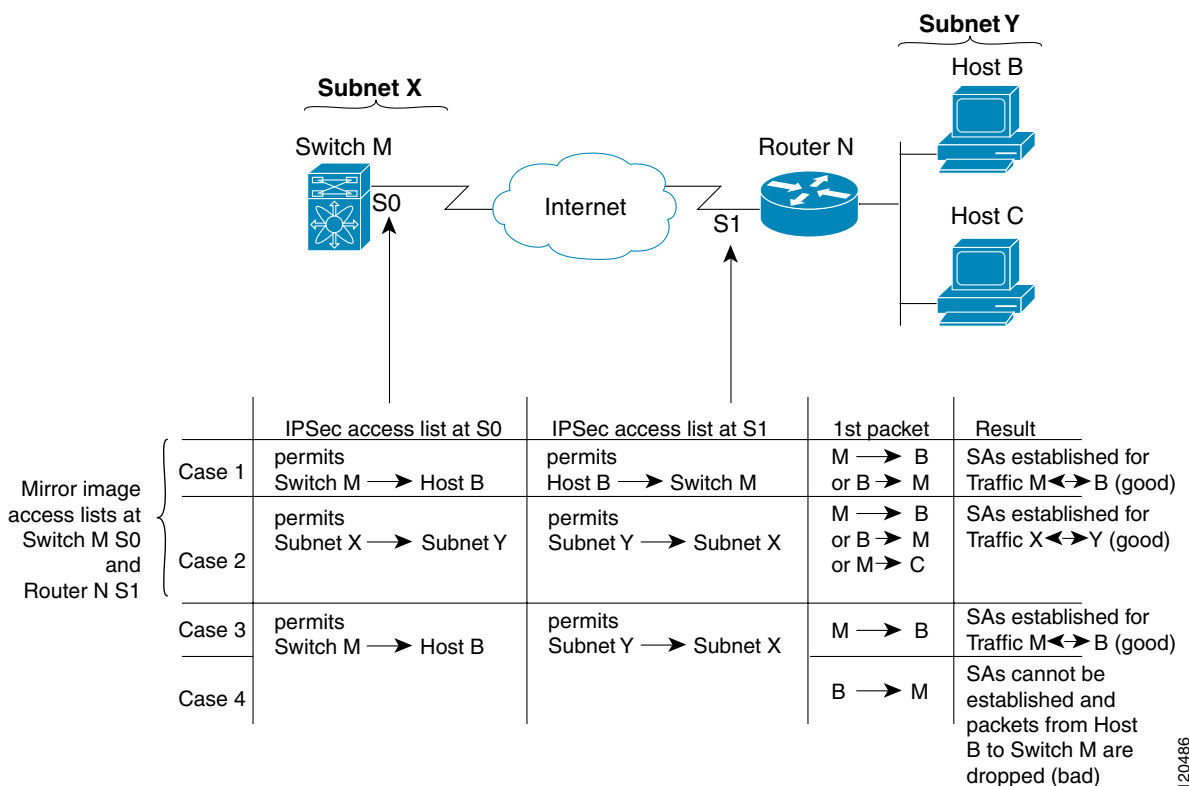 Subnet Y
Host B
Subnet X
Switch M
Router N
S0
Internet
S1
Host C
IPSec access list at S0
IPSec access list at S1
1st packet
Result
Mirror image
access lists at
Switch M S0
and
Router N S1
Case 1
permits
Switch M → Host B
permits
Host B → Switch M
M → B
or B → M
SAs established for
Traffic M ↔ B (good)
Case 2
permits
Subnet X → Subnet Y
permits
Subnet Y → Subnet X
M → B
or B → M
or M → C
SAs established for
Traffic X ↔ Y (good)
Case 3
permits
Switch M → Host B
permits
Subnet Y → Subnet X
M → B
SAs established for
Traffic M ↔ B (good)
Case 4
B → M
SAs cannot be
established and
packets from Host
B to Switch M are
dropped (bad)
120486